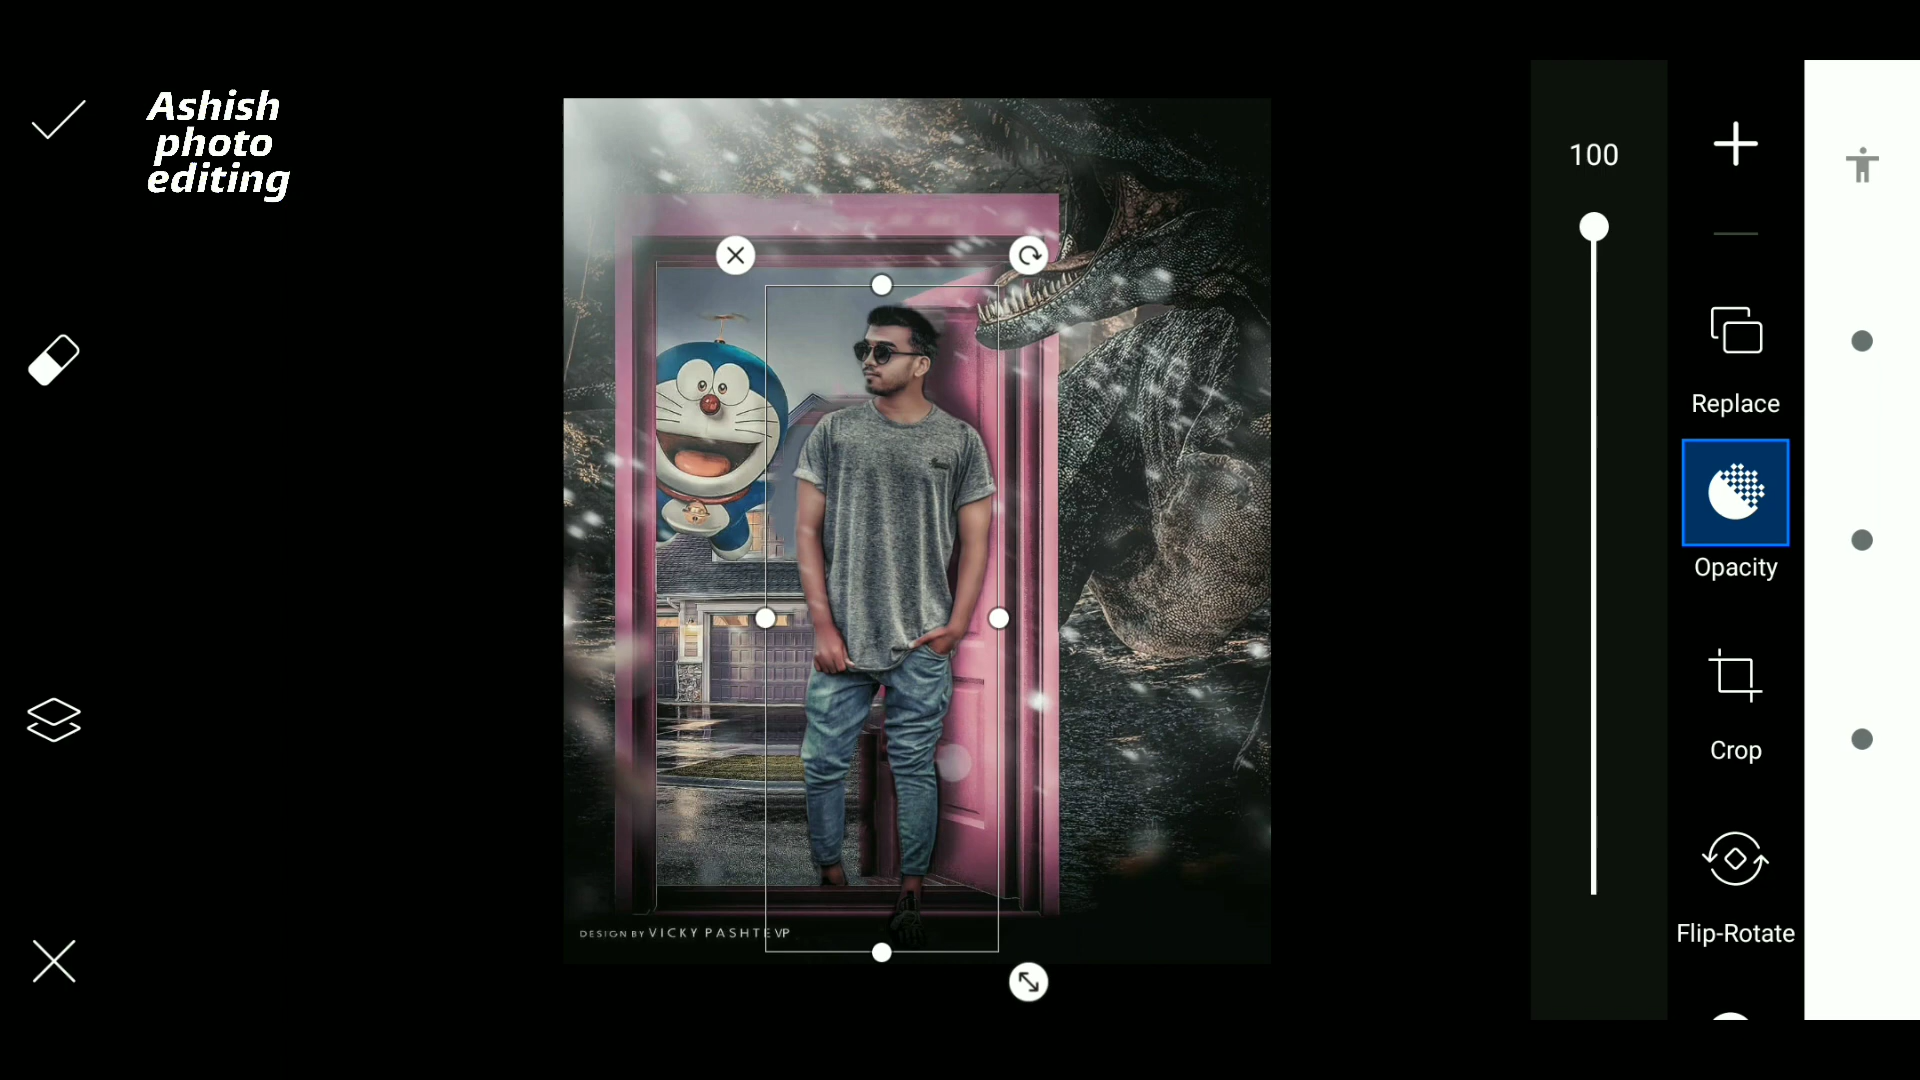 Ashish
photo
editing
100
Replace
Opacity
Crop
Flip-Rotate
DESIGN BY VICKY PASHTE VP